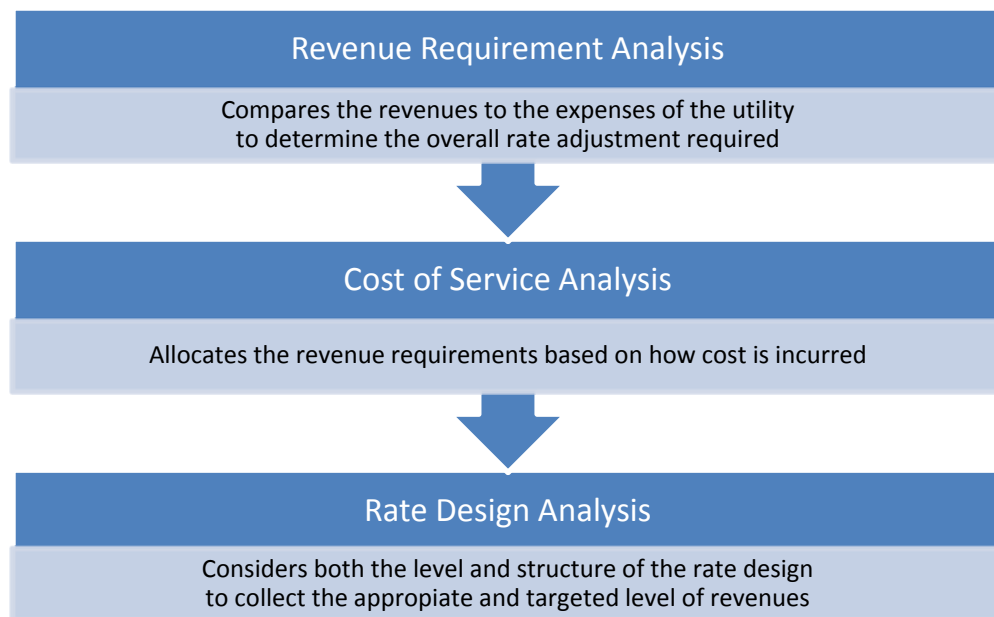 Revenue Requirement Analysis
Compares the revenues to the expenses of the utility
to determine the overall rate adjustment required
Cost of Service Analysis
Allocates the revenue requirements based on how cost is incurred
Rate Design Analysis
Considers both the level and structure of the rate design
to collect the appropiate and targeted level of revenues